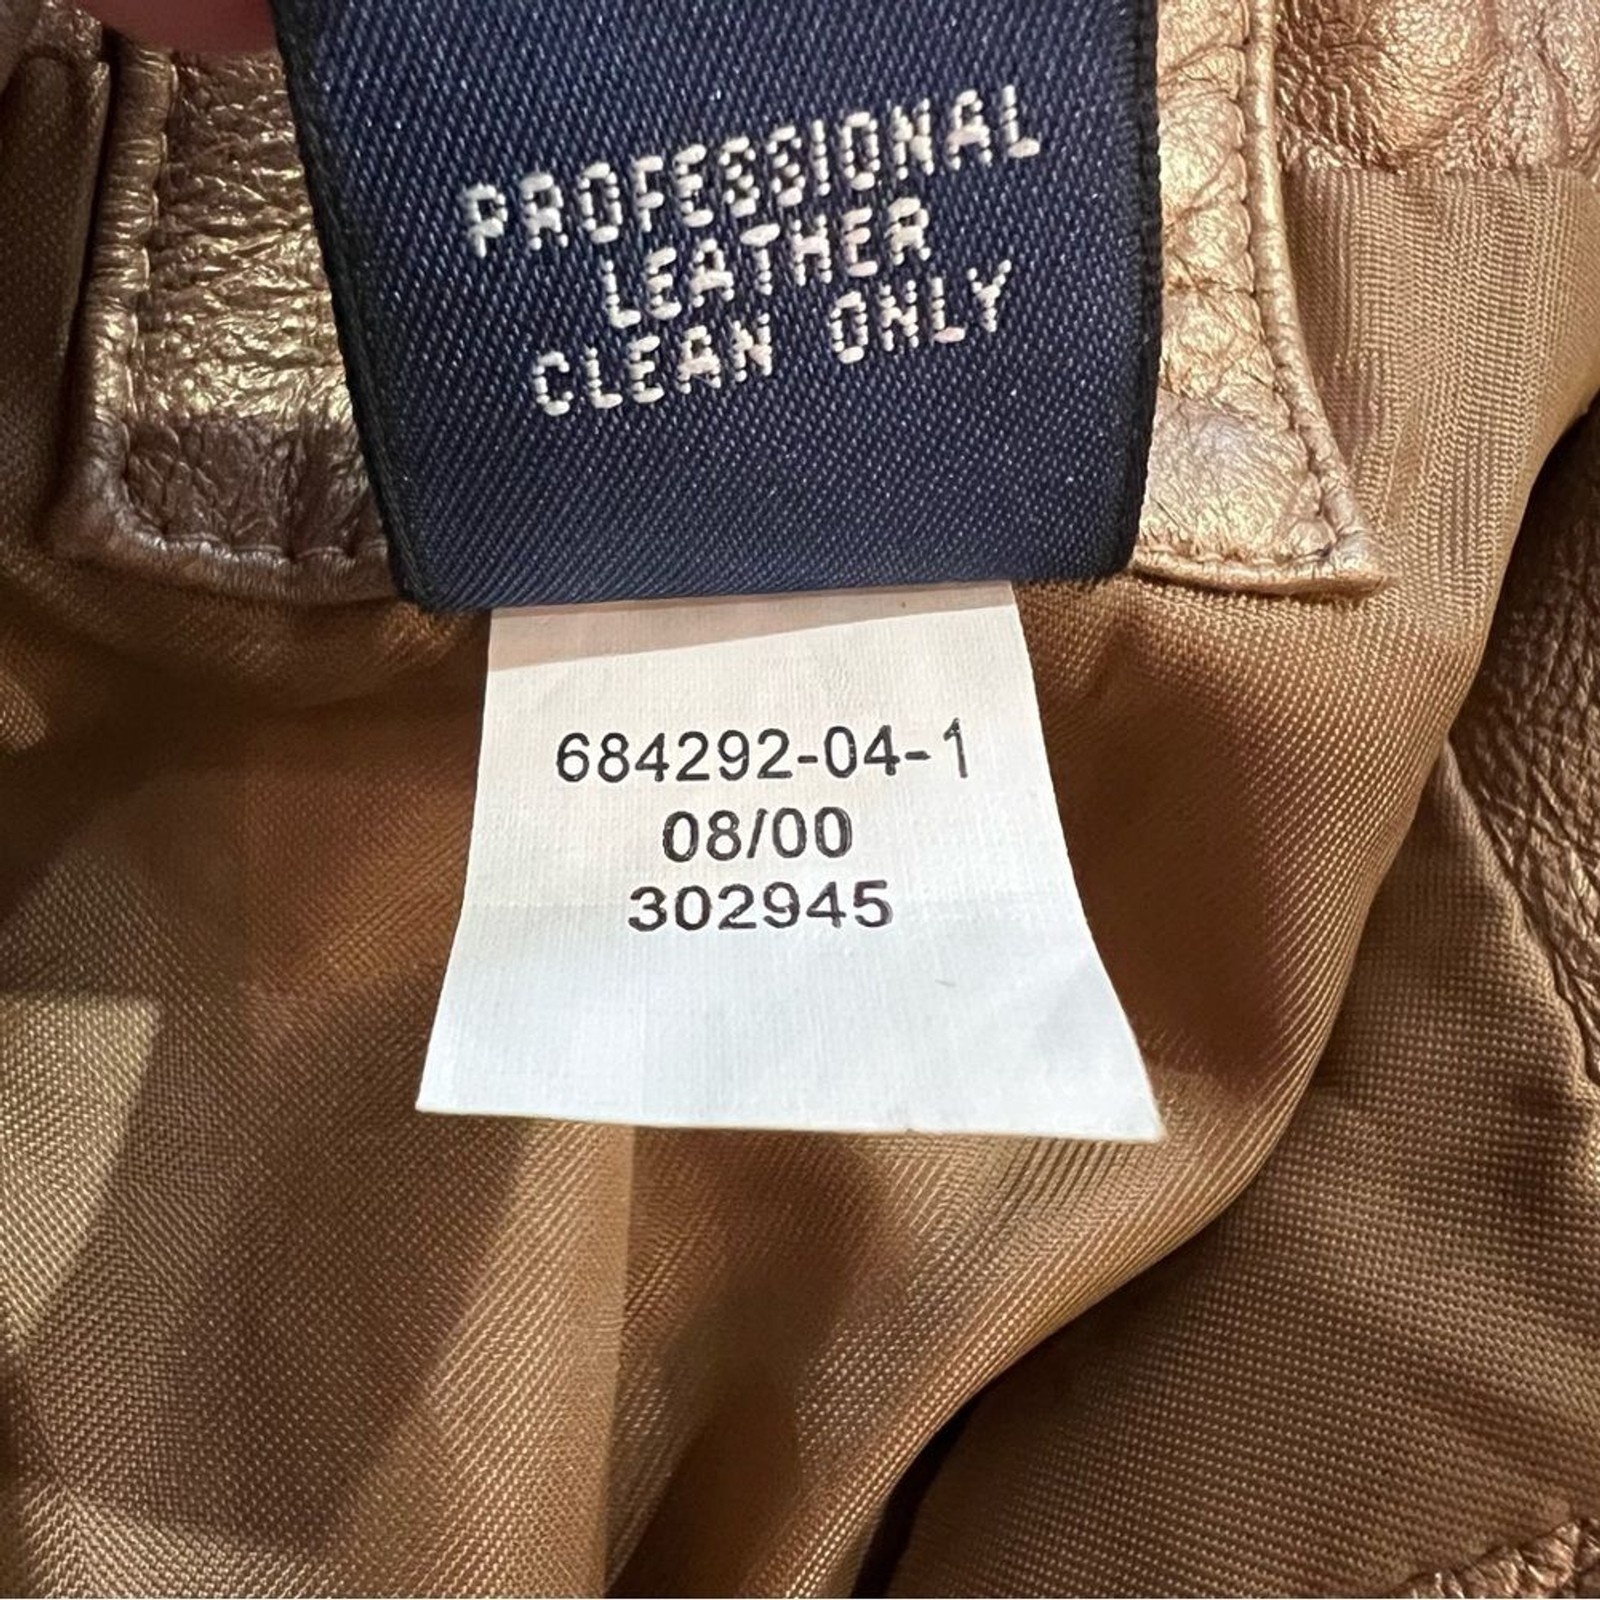 PROFESSIONAL
LEATHER
CLEAN ONLY
684292-04-1
08/00
302945